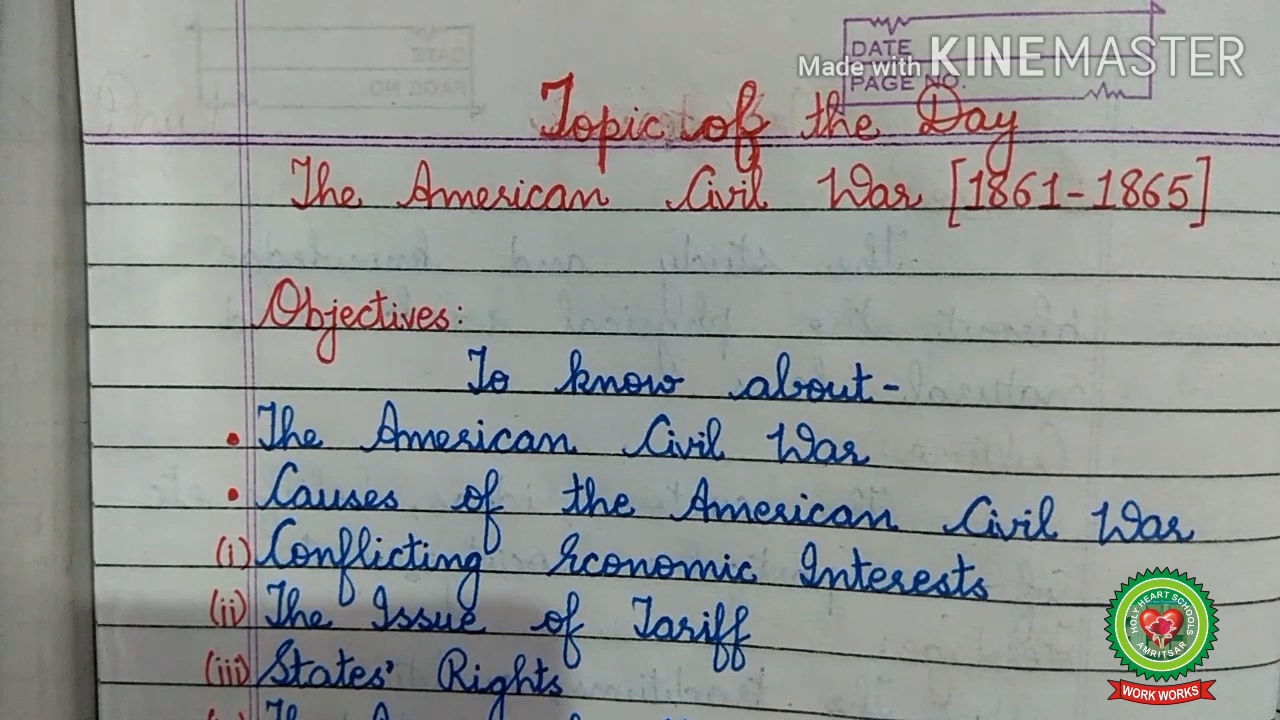 DATE
PAGE NO.
Made with KINEMASTER
Topic of the Day
The American Civil War [1861-1865]
Objectives:
To know about-
• The American Civil War
• Causes of the American Civil War
(i) Conflicting Economic Interests
(ii) The Issue of Tariff
(iii) States' Rights
HOLY HEART SCHOOLS
AMRITSAR
WORK WORKS